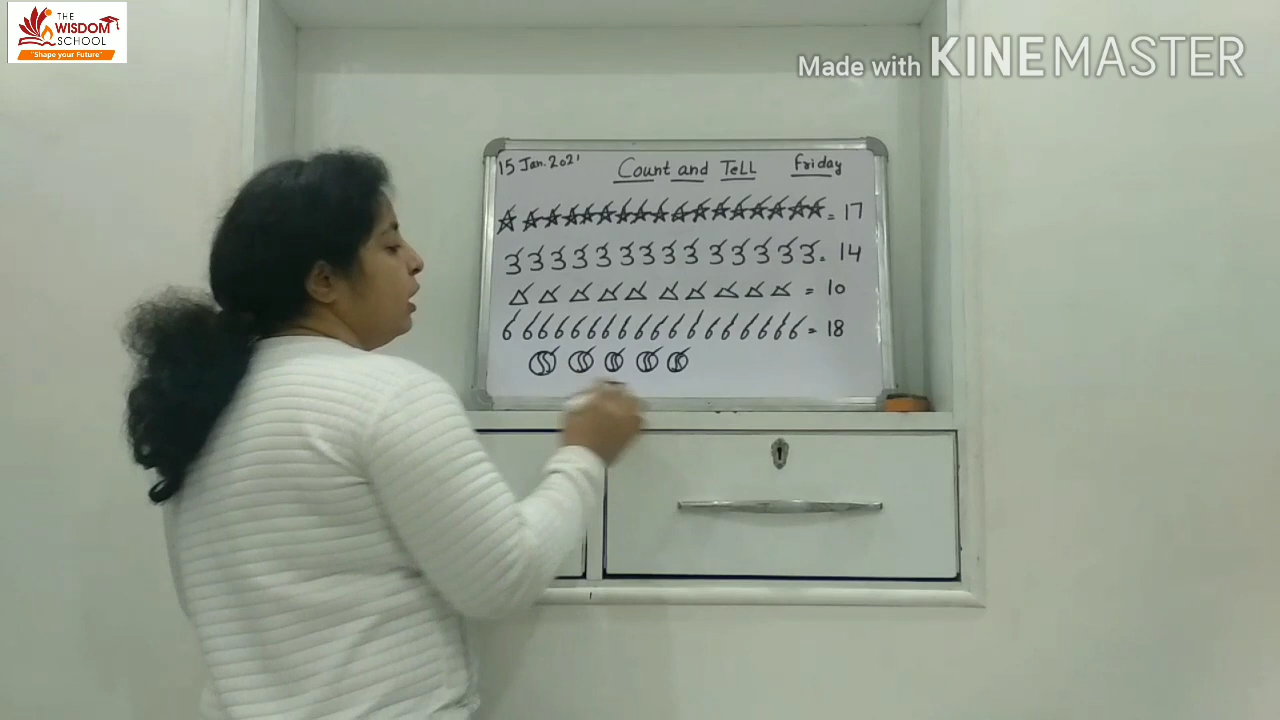 THE
WISDOM
SCHOOL
"Shape your Future"
Made with KINEMASTER
15 Jan. 2021 Count and TeLL Friday
= 17
3 3 3 3 3 3 3 3 3 3 3 3 3 3 = 14
= 10
6 6 6 6 6 6 6 6 6 6 6 6 6 6 6 6 6 6 = 18